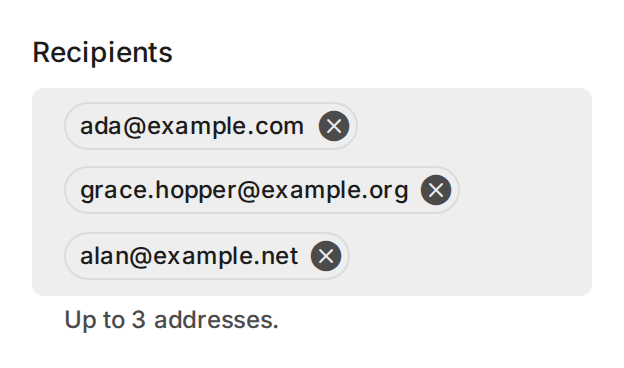 Recipients
ada@example.com
grace.hopper@example.org
alan@example.net
Up to 3 addresses.